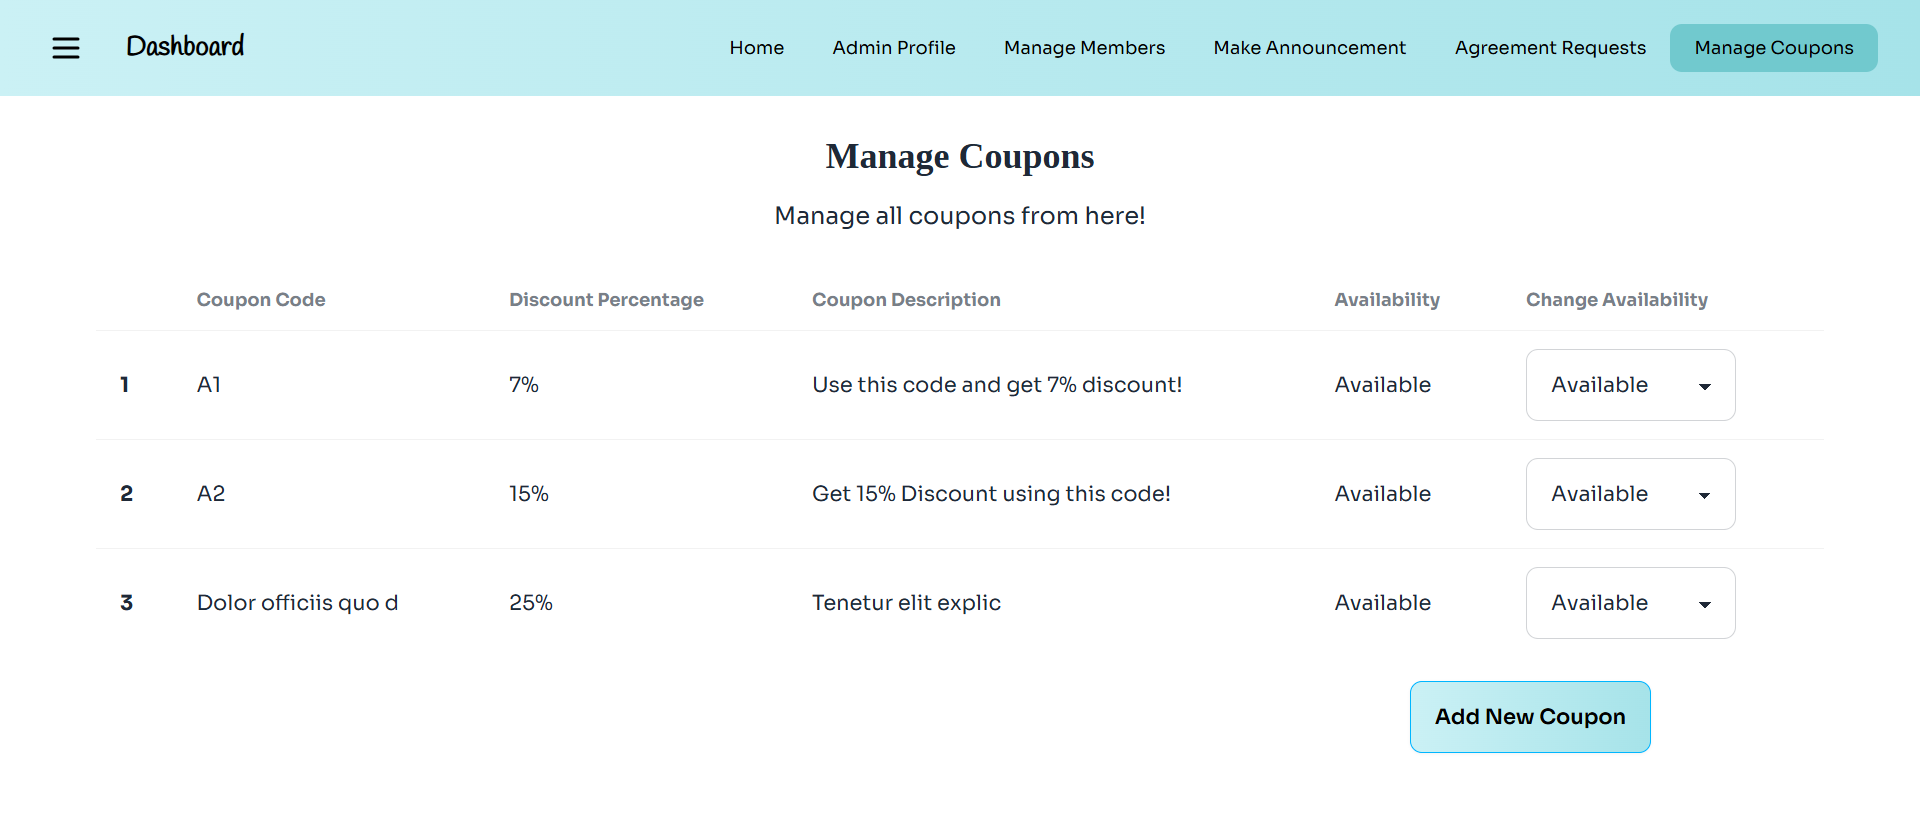 Dashboard Home Admin Profile Manage Members Make Announcement Agreement Requests Manage Coupons
Manage Coupons
Manage all coupons from here!
Coupon Code Discount Percentage Coupon Description Availability Change Availability
1 A1 7% Use this code and get 7% discount! Available Available
2 A2 15% Get 15% Discount using this code! Available Available
3 Dolor officiis quo d 25% Tenetur elit explic Available Available
Add New Coupon